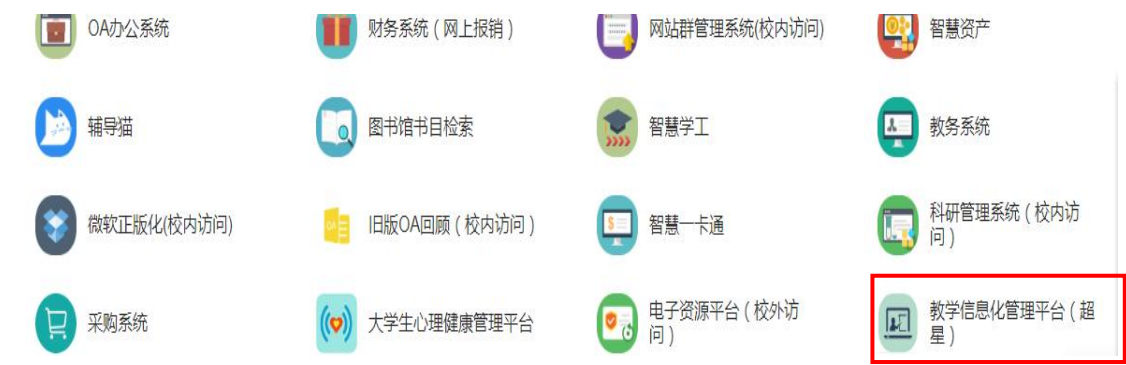 OA办公系统
财务系统（网上报销）
网站群管理系统(校内访问)
智慧资产
辅导猫
图书馆书目检索
智慧学工
教务系统
微软正版化(校内访问)
旧版OA回顾（校内访问）
智慧一卡通
科研管理系统（校内访
问）
采购系统
大学生心理健康管理平台
电子资源平台（校外访
问）
教学信息化管理平台（超
星）